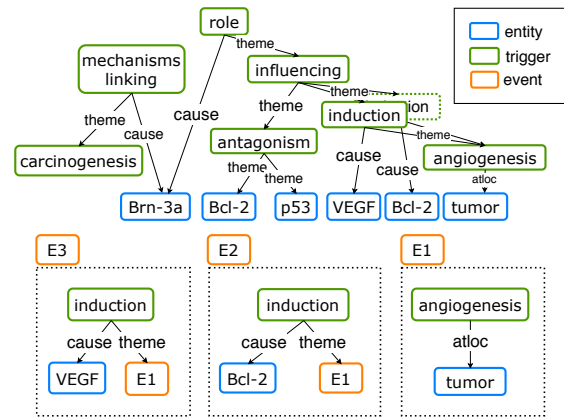 role
entity
trigger
event
theme
mechanisms
linking
influencing
theme
theme
induction
theme
cause
cause
antagonism
theme
carcinogenesis
angiogenesis
theme
theme
cause
cause
atloc
Brn-3a
Bcl-2
p53
VEGF
Bcl-2
tumor
E3
E2
E1
induction
cause
theme
VEGF
E1
induction
cause
theme
Bcl-2
E1
angiogenesis
atloc
tumor